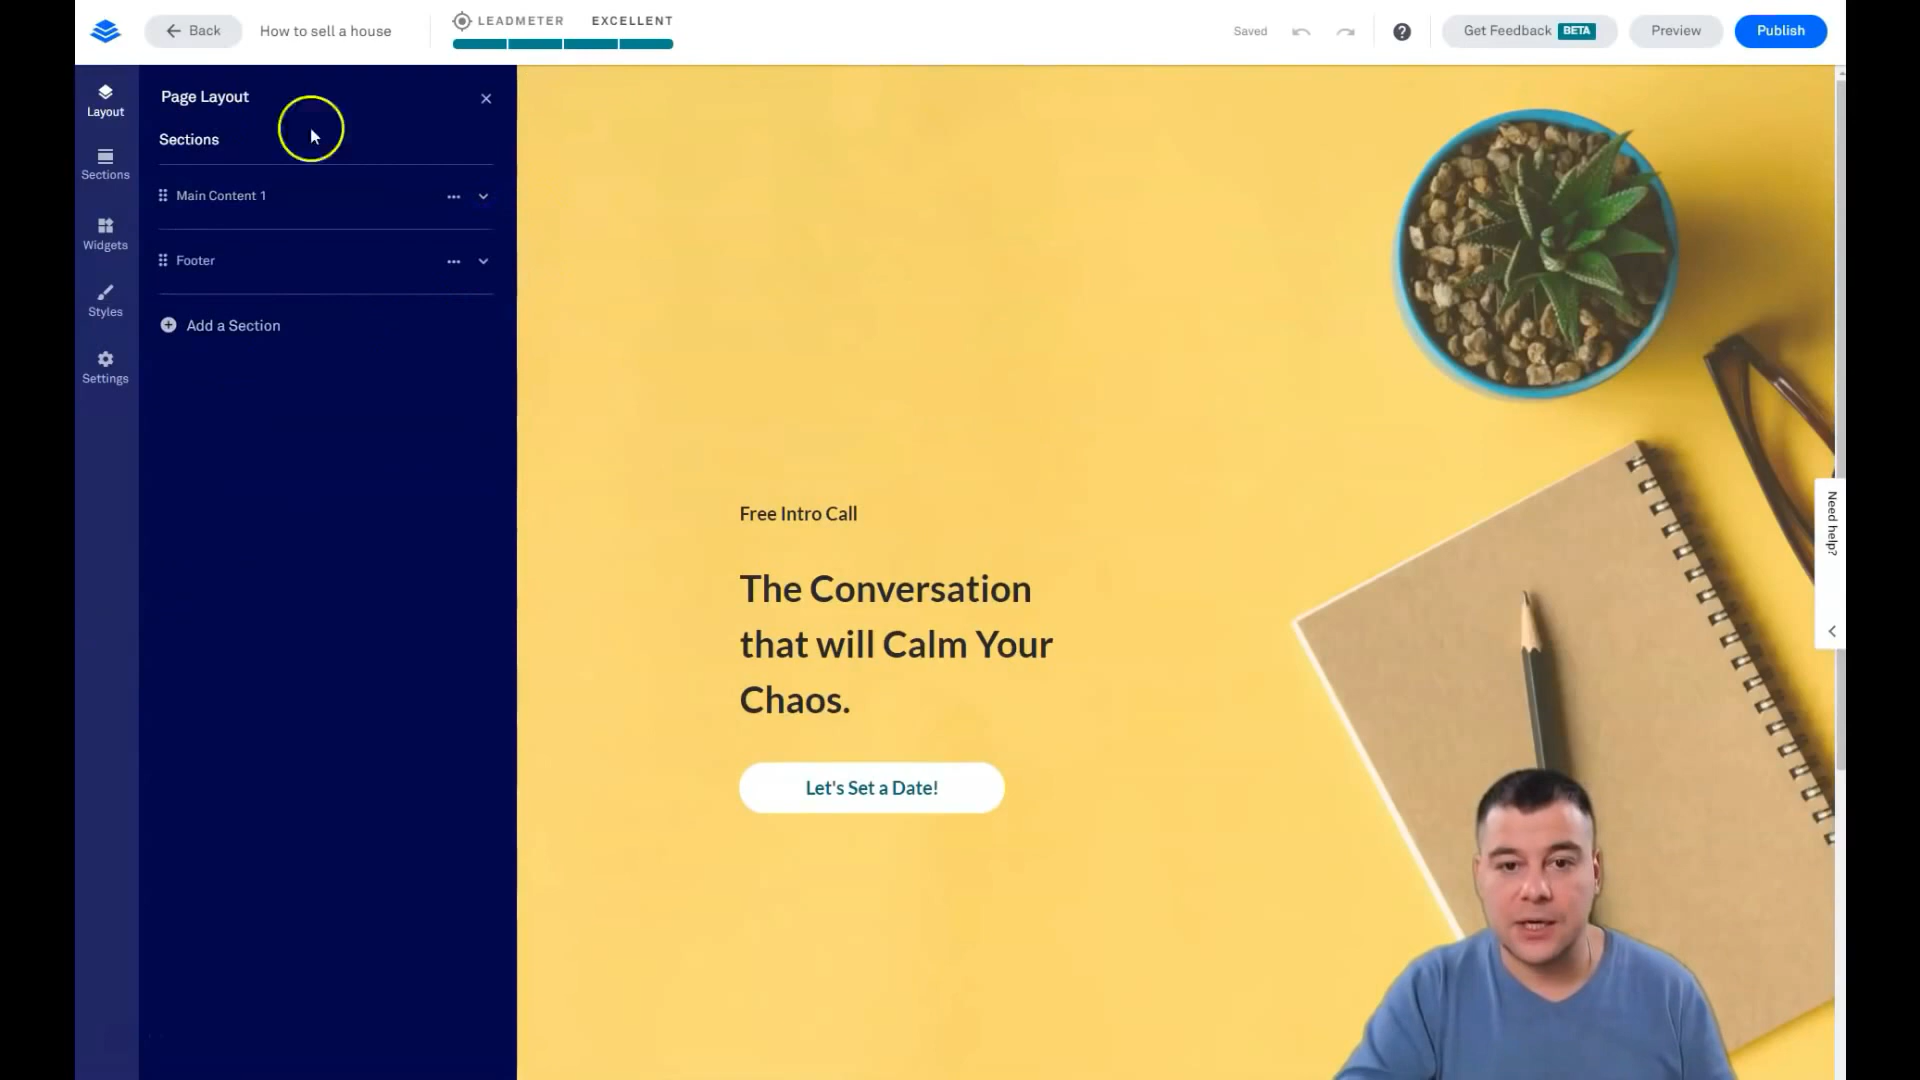 Back
How to sell a house
LEADMETER EXCELLENT
Saved
Get Feedback BETA
Preview
Publish
Layout
Sections
Widgets
Styles
Settings
Page Layout
Sections
Main Content 1
Footer
Add a Section
Free Intro Call
The Conversation
that will Calm Your
Chaos.
Let's Set a Date!
Need help?